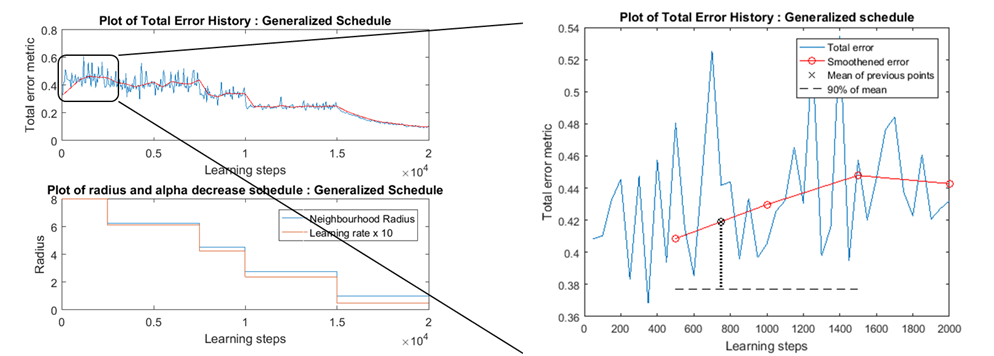 Plot of Total Error History : Generalized Schedule
Total error metric
0.8
0.6
0.4
0.2
0
0
0.5
1
1.5
2
×10⁴
Learning steps
Plot of radius and alpha decrease schedule : Generalized Schedule
Radius
8
6
4
2
0
Neighbourhood Radius
Learning rate x 10
0
0.5
1
1.5
2
×10⁴
Learning steps
Plot of Total Error History : Generalized schedule
Total error metric
0.54
0.52
0.5
0.48
0.46
0.44
0.42
0.4
0.38
0.36
Total error
Smoothened error
Mean of previous points
90% of mean
0
200
400
600
800
1000
1200
1400
1600
1800
2000
Learning steps